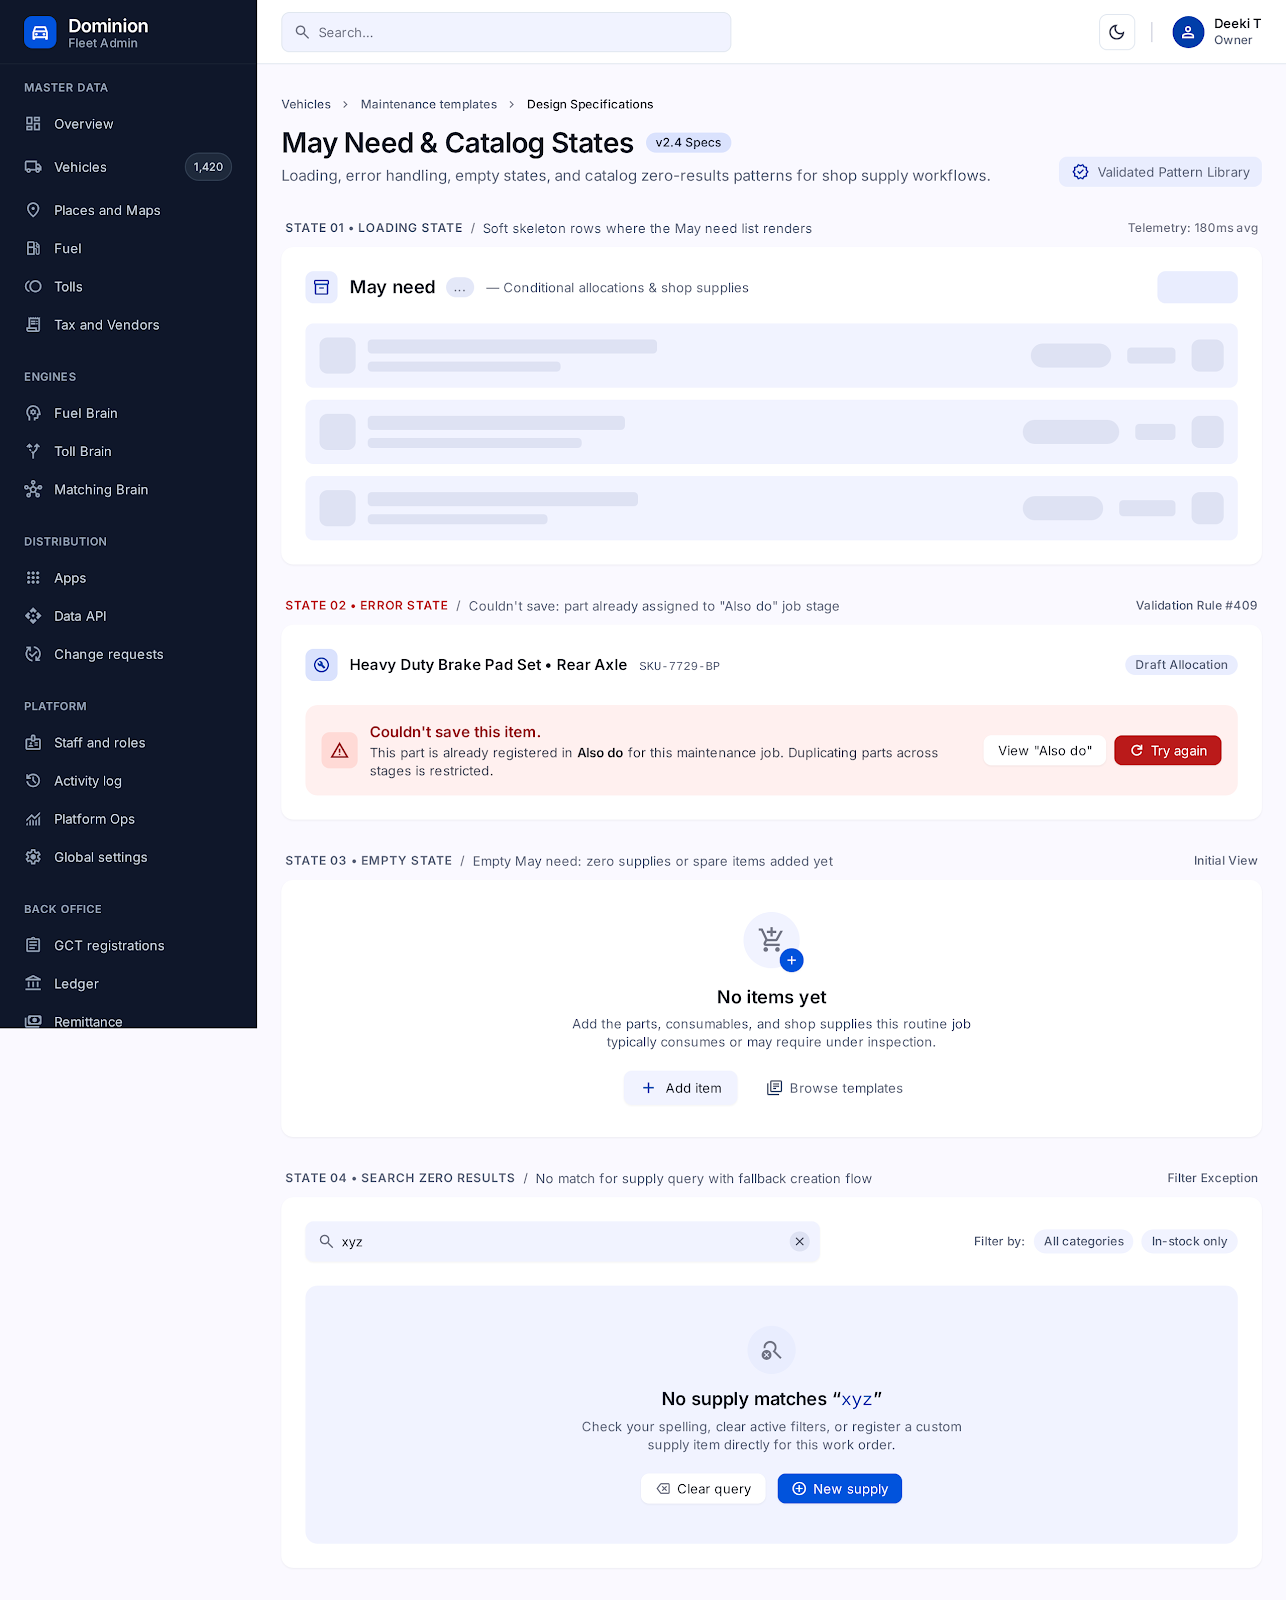 Dominion
Fleet Admin
MASTER DATA
Overview
Vehicles
1,420
Places and Maps
Fuel
Tolls
Tax and Vendors
ENGINES
Fuel Brain
Toll Brain
Matching Brain
DISTRIBUTION
Apps
Data API
Change requests
PLATFORM
Staff and roles
Activity log
Platform Ops
Global settings
BACK OFFICE
GCT registrations
Ledger
Remittance
Search...
Deeki T
Owner
Vehicles > Maintenance templates > Design Specifications
May Need & Catalog States v2.4 Specs
Loading, error handling, empty states, and catalog zero-results patterns for shop supply workflows.
Validated Pattern Library
STATE 01 • LOADING STATE / Soft skeleton rows where the May need list renders
Telemetry: 180ms avg
May need ... — Conditional allocations & shop supplies
STATE 02 • ERROR STATE / Couldn't save: part already assigned to "Also do" job stage
Validation Rule #409
Heavy Duty Brake Pad Set • Rear Axle SKU-7729-BP
Draft Allocation
Couldn't save this item.
This part is already registered in Also do for this maintenance job. Duplicating parts across
stages is restricted.
View "Also do"
Try again
STATE 03 • EMPTY STATE / Empty May need: zero supplies or spare items added yet
Initial View
No items yet
Add the parts, consumables, and shop supplies this routine job
typically consumes or may require under inspection.
Add item
Browse templates
STATE 04 • SEARCH ZERO RESULTS / No match for supply query with fallback creation flow
Filter Exception
xyz
Filter by: All categories In-stock only
No supply matches “xyz”
Check your spelling, clear active filters, or register a custom
supply item directly for this work order.
Clear query
New supply